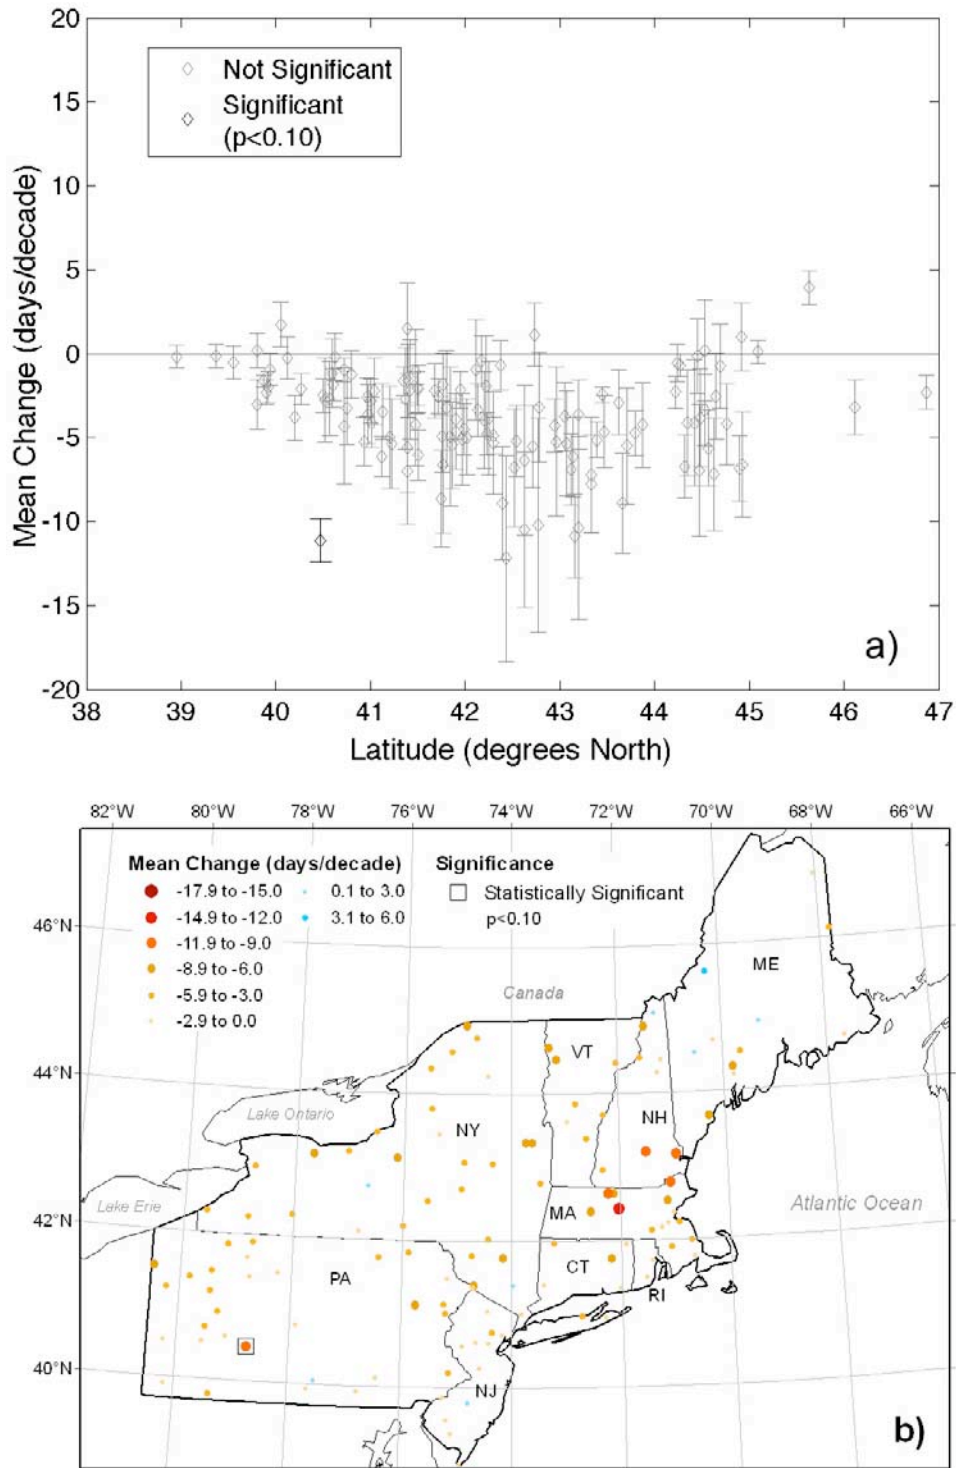 20
15
10
5
0
-5
-10
-15
-20
Mean Change (days/decade)
Not Significant
Significant
(p<0.10)
a)
38 39 40 41 42 43 44 45 46 47
Latitude (degrees North)
82°W 80°W 78°W 76°W 74°W 72°W 70°W 68°W 66°W
Mean Change (days/decade)
-17.9 to -15.0
-14.9 to -12.0
-11.9 to -9.0
-8.9 to -6.0
-5.9 to -3.0
-2.9 to 0.0
0.1 to 3.0
3.1 to 6.0
Significance
Statistically Significant
p<0.10
46°N
44°N
42°N
40°N
ME
Canada
VT
Lake Ontario
NY
NH
Lake Erie
MA
Atlantic Ocean
PA
CT
RI
NJ
b)